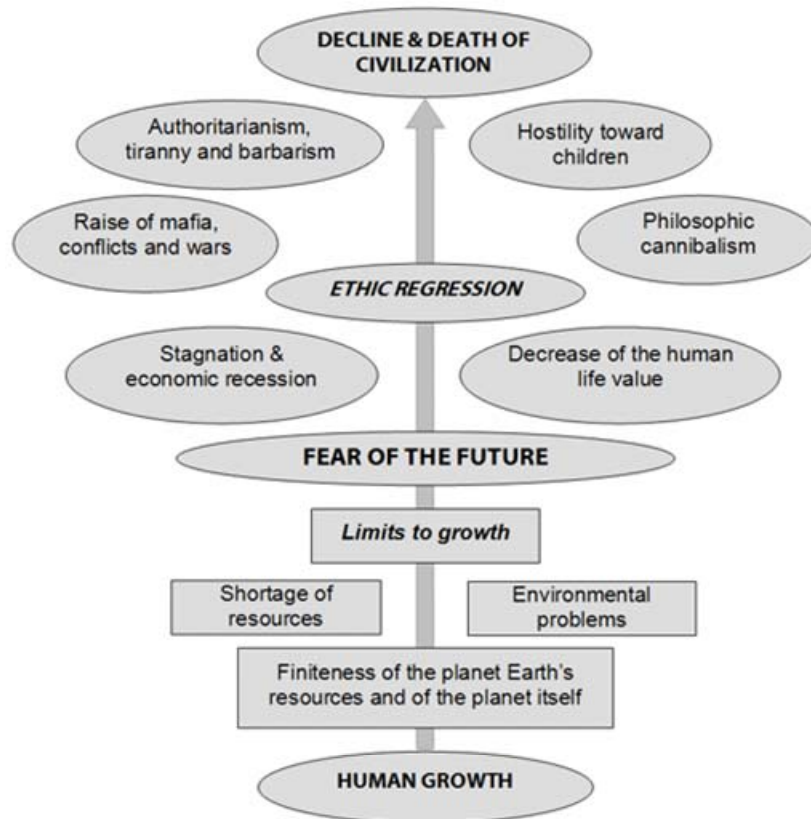 DECLINE & DEATH OF
CIVILIZATION
Authoritarianism,
tiranny and barbarism
Hostility toward
children
Raise of mafia,
conflicts and wars
Philosophic
cannibalism
ETHIC REGRESSION
Stagnation &
economic recession
Decrease of the human
life value
FEAR OF THE FUTURE
Limits to growth
Shortage of
resources
Environmental
problems
Finiteness of the planet Earth's
resources and of the planet itself
HUMAN GROWTH